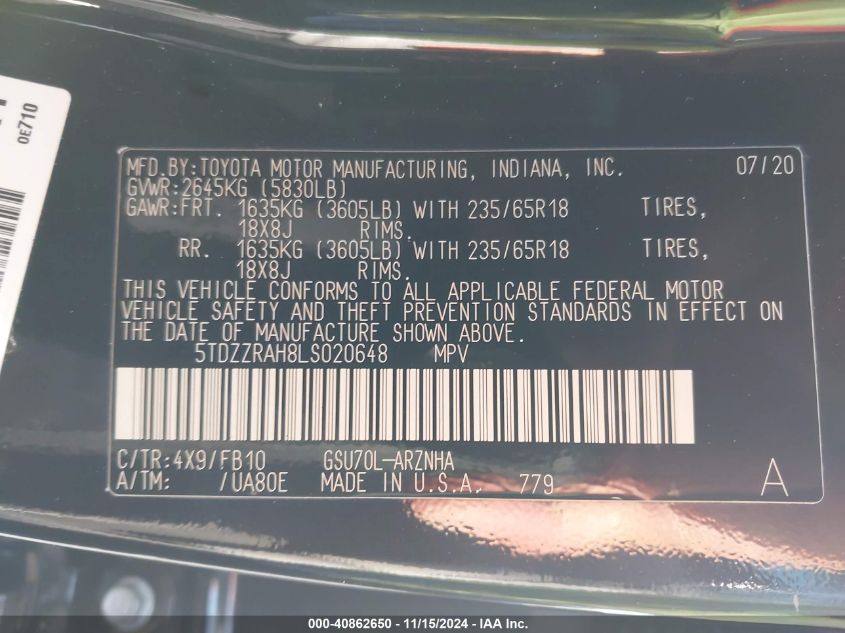 0E710
MFD.BY:TOYOTA MOTOR MANUFACTURING, INDIANA, INC. 07/20
GVWR:2645KG (5830LB)
GAWR:FRT. 1635KG (3605LB) WITH 235/65R18 TIRES,
18X8J RIMS.
RR. 1635KG (3605LB) WITH 235/65R18 TIRES,
18X8J RIMS.
THIS VEHICLE CONFORMS TO ALL APPLICABLE FEDERAL MOTOR
VEHICLE SAFETY AND THEFT PREVENTION STANDARDS IN EFFECT ON
THE DATE OF MANUFACTURE SHOWN ABOVE.
5TDZZRAH8LS020648 MPV
C/TR:4X9/FB10 GSU70L-ARZNHA
A/TM: /UA80E MADE IN U.S.A. 779 A
000-40862650 - 11/15/2024 - IAA Inc.